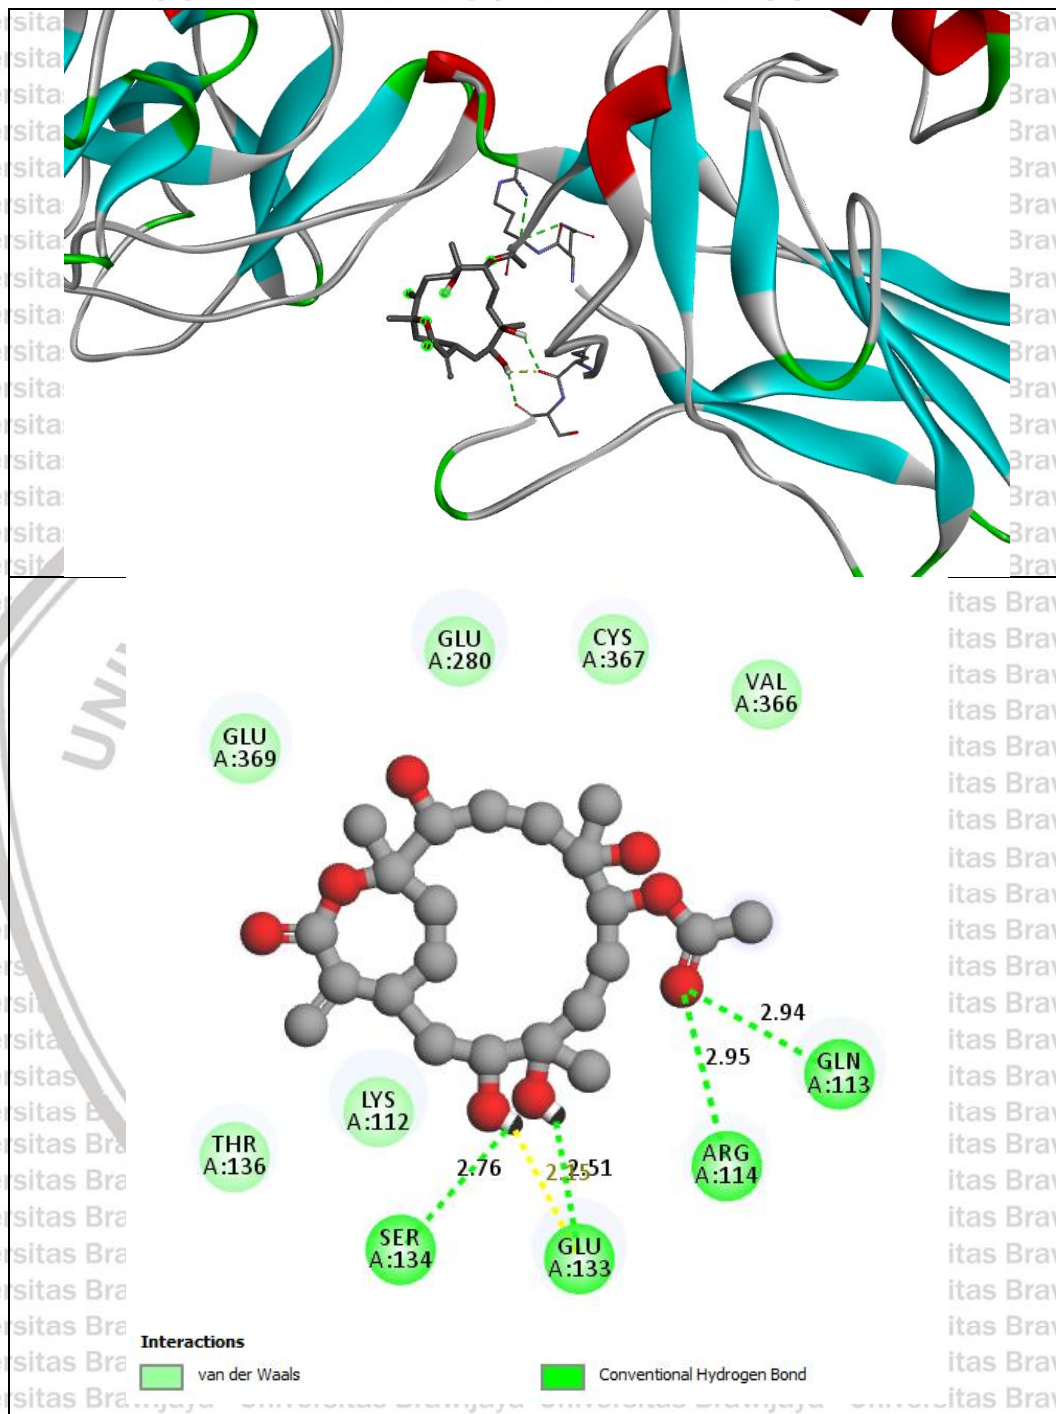 GLU
A:280
CYS
A:367
VAL
A:366
GLU
A:369
2.94
2.95
GLN
A:113
LYS
A:112
THR
A:136
ARG
A:114
2.76
2.51
SER
A:134
GLU
A:133
Interactions
van der Waals
Conventional Hydrogen Bond